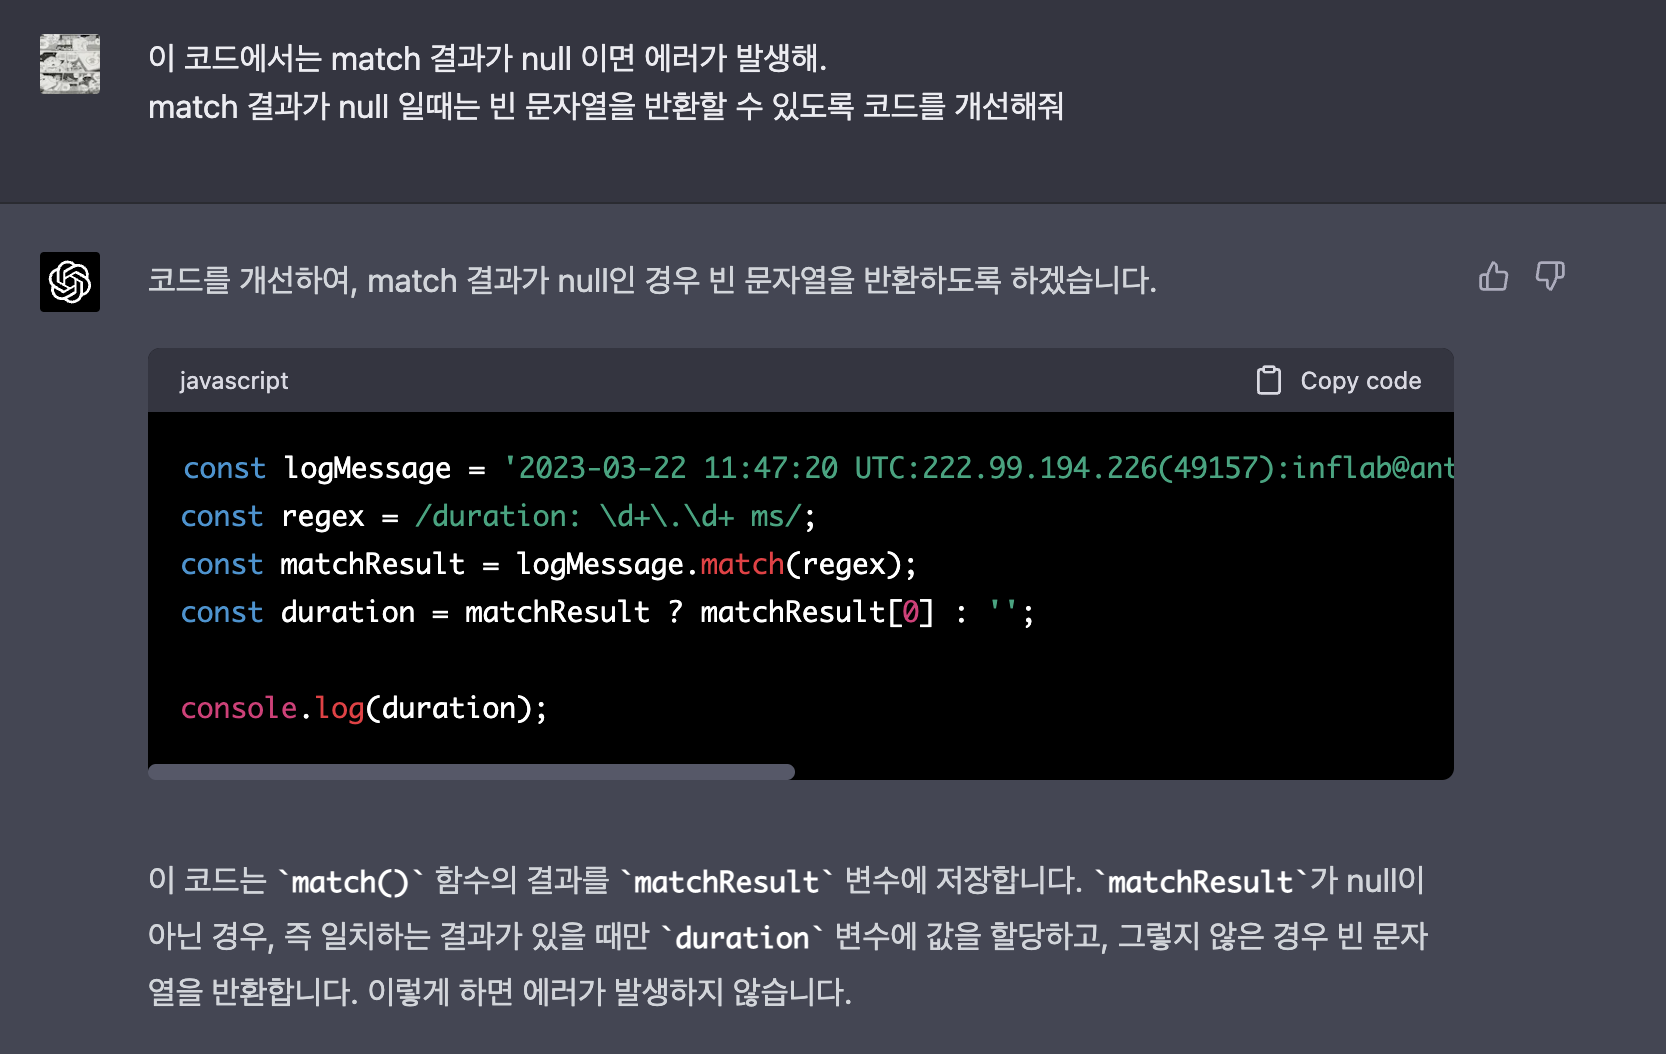 이 코드에서는 match 결과가 null 이면 에러가 발생해.
match 결과가 null 일때는 빈 문자열을 반환할 수 있도록 코드를 개선해줘
코드를 개선하여, match 결과가 null인 경우 빈 문자열을 반환하도록 하겠습니다.
javascript
Copy code
const logMessage = '2023-03-22 11:47:20 UTC:222.99.194.226(49157):inflab@ant
const regex = /duration: \d+\.\d+ ms/;
const matchResult = logMessage.match(regex);
const duration = matchResult ? matchResult[0] : '';
console.log(duration);
이 코드는 `match()` 함수의 결과를 `matchResult` 변수에 저장합니다. `matchResult`가 null이
아닌 경우, 즉 일치하는 결과가 있을 때만 `duration` 변수에 값을 할당하고, 그렇지 않은 경우 빈 문자
열을 반환합니다. 이렇게 하면 에러가 발생하지 않습니다.